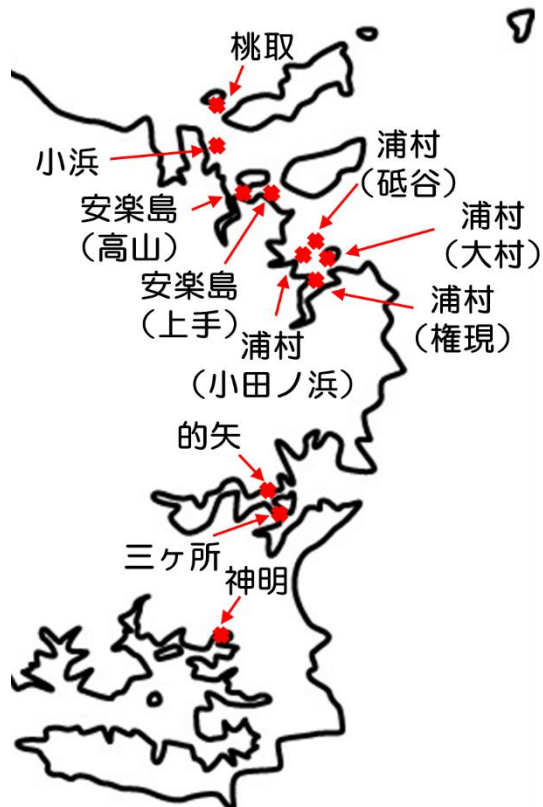 桃取
小浜
浦村
（砥谷）
安楽島
（高山）
浦村
（大村）
安楽島
（上手）
浦村
（権現）
浦村
（小田ノ浜）
的矢
三ヶ所
神明